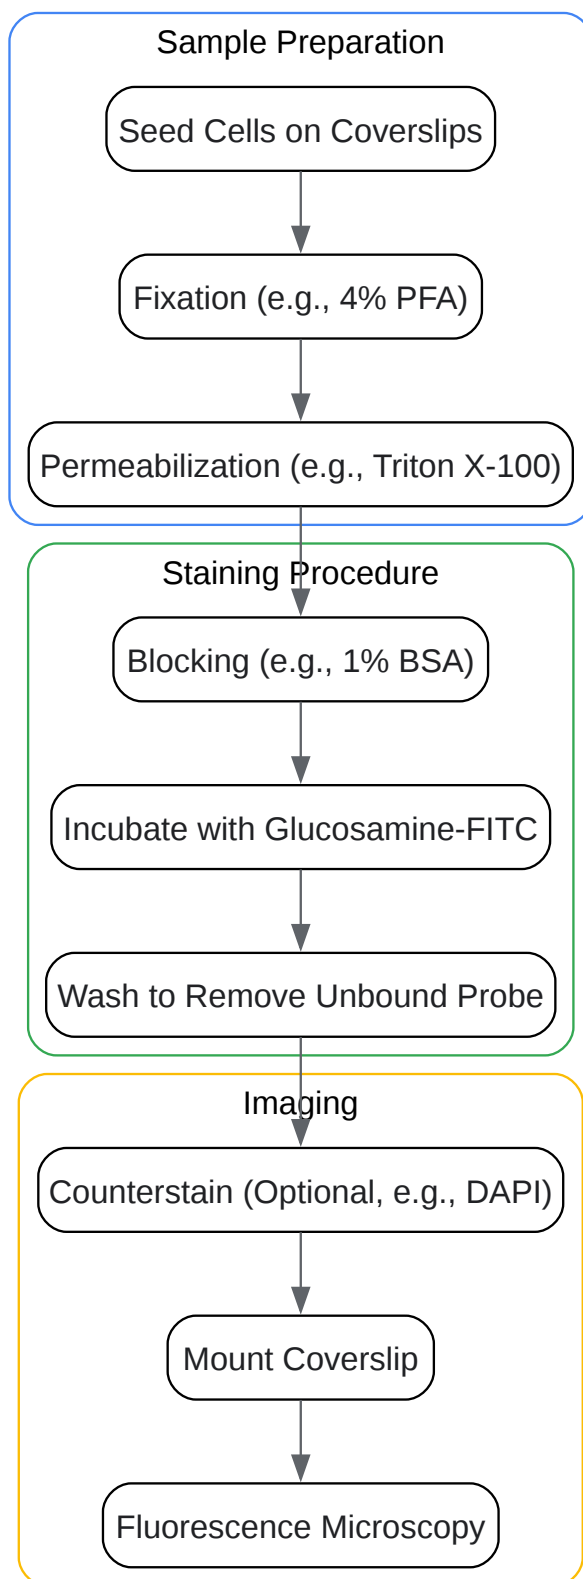 Sample Preparation
Seed Cells on Coverslips
Fixation (e.g., 4% PFA)
Permeabilization (e.g., Triton X-100)
Staining Procedure
Blocking (e.g., 1% BSA)
Incubate with Glucosamine-FITC
Wash to Remove Unbound Probe
Imaging
Counterstain (Optional, e.g., DAPI)
Mount Coverslip
Fluorescence Microscopy